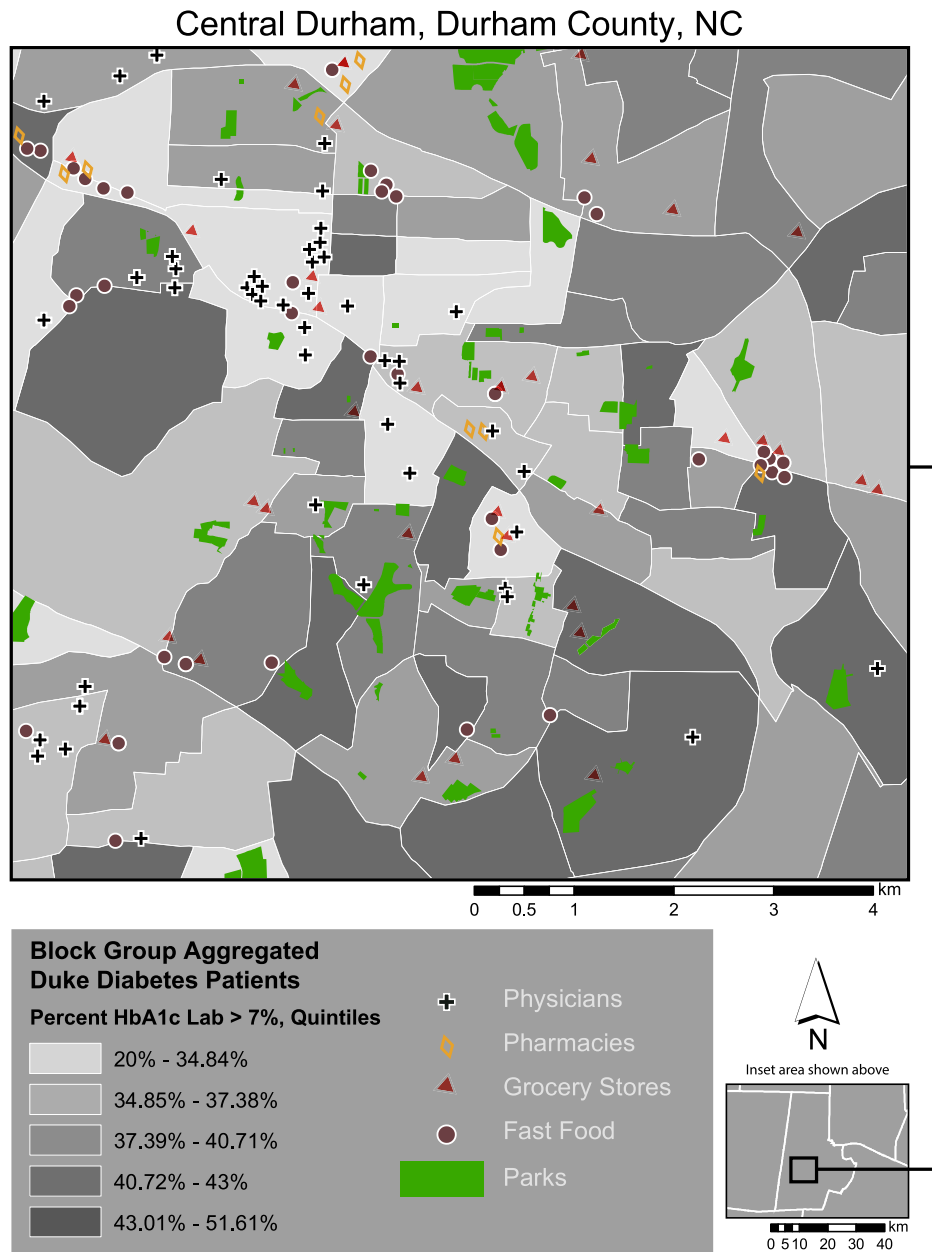 Central Durham, Durham County, NC
km
0 0.5 1 2 3 4
Block Group Aggregated
Duke Diabetes Patients
Percent HbA1c Lab > 7%, Quintiles
20% - 34.84%
34.85% - 37.38%
37.39% - 40.71%
40.72% - 43%
43.01% - 51.61%
Physicians
Pharmacies
Grocery Stores
Fast Food
Parks
N
Inset area shown above
km
0 5 10 20 30 40